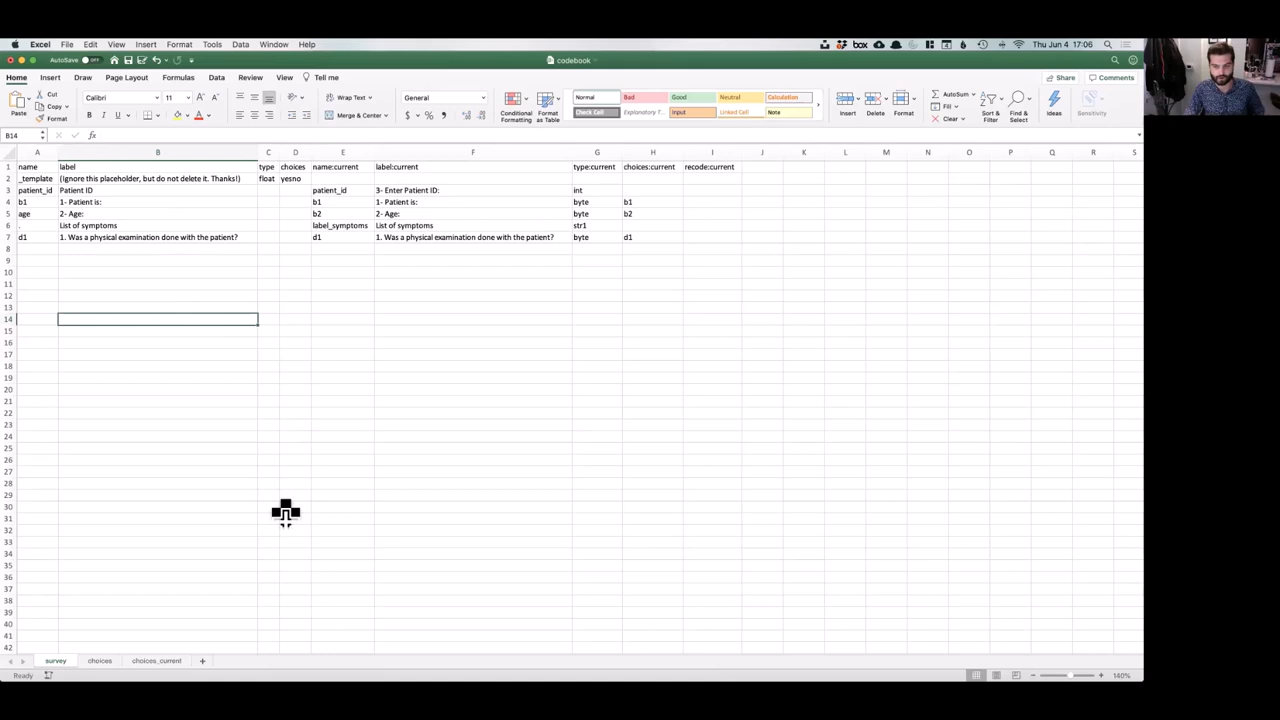 Excel File Edit View Insert Format Tools Data Window Help box Thu Jun 4 17:06
AutoSave OFF codebook
Home Insert Draw Page Layout Formulas Data Review View Tell me Share Comments
Paste Cut Copy Format
Calibri 11 Wrap Text General Normal Bad Good Neutral Calculation
B I U Merge & Center $ % Check Cell Explanatory T... Input Linked Cell Note
Conditional Formatting Format as Table Insert Delete Format AutoSum Fill Clear Sort & Filter Find & Select Ideas Sensitivity
B14 fx
A B C D E F G H I J K L M N O P Q R S
1 name label type choices name:current label:current type:current choices:current recode:current
2 _template (Ignore this placeholder, but do not delete it. Thanks!) float yesno
3 patient_id Patient ID patient_id 3- Enter Patient ID: int
4 b1 1- Patient is: b1 1- Patient is: byte b1
5 age 2- Age: b2 2- Age: byte b2
6 . List of symptoms label_symptoms List of symptoms str1
7 d1 1. Was a physical examination done with the patient? d1 1. Was a physical examination done with the patient? byte d1
8
9
10
11
12
13
14
15
16
17
18
19
20
21
22
23
24
25
26
27
28
29
30
31
32
33
34
35
36
37
38
39
40
41
42
survey choices choices_current +
Ready 140%